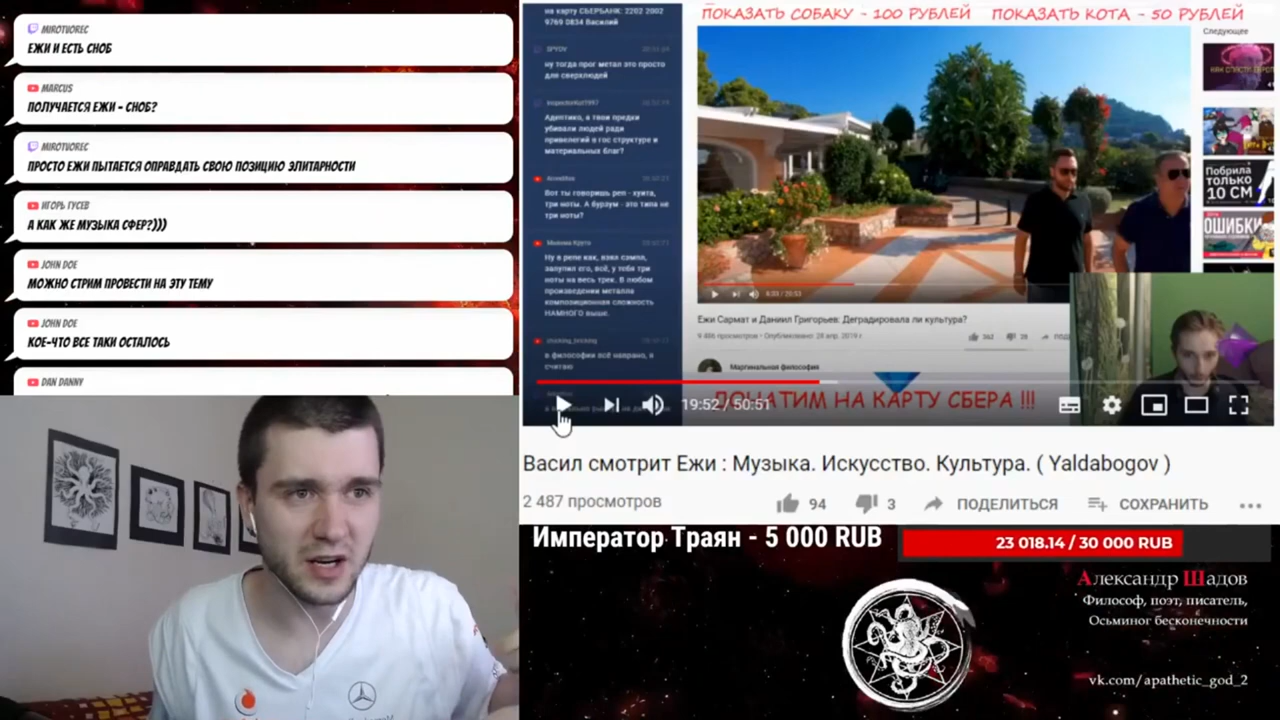 MIROTVOREC
ЕЖИ И ЕСТЬ СНОБ
MARCUS
ПОЛУЧАЕТСЯ ЕЖИ - СНОБ?
MIROTVOREC
ПРОСТО ЕЖИ ПЫТАЕТСЯ ОПРАВДАТЬ СВОЮ ПОЗИЦИЮ ЭЛИТАРНОСТИ
ИГОРЬ ГУСЕВ
А КАК ЖЕ МУЗЫКА СФЕР?)))
JOHN DOE
МОЖНО СТРИМ ПРОВЕСТИ НА ЭТУ ТЕМУ
JOHN DOE
КОЕ-ЧТО ВСЕ ТАКИ ОСТАЛОСЬ
DAN DANNY
на карту СБЕРБАНК: 2202 2002
9769 0834 Василий
SPYOV
ну тогда прог метал это просто
для сверхлюдей
Адептико, а твои предки
убивали людей ради
привелегий в гос структуре и
материальных благ?
Вот ты говоришь реп - хуита,
три ноты. А бурзум - это типа не
три ноты?
Мышка Круто
Ну в репе как, взял сэмпл,
залупил его, всё, у тебя три
ноты на весь трек. В любом
произведении металла
композиционная сложность
НАМНОГО выше.
в философии всё напрано, я
считаю
ПОКАЗАТЬ СОБАКУ - 100 РУБЛЕЙ ПОКАЗАТЬ КОТА - 50 РУБЛЕЙ
Следующее
Побрила
только
10 СМ
ОШИБКИ
Ежи Сармат и Даниил Григорьев: Деградировала ли культура?
Маргинальная философия
ДОНАТИМ НА КАРТУ СБЕРА !!!
19:52 / 50:51
Васил смотрит Ежи : Музыка. Искусство. Культура. ( Yaldabogov )
2 487 просмотров
94
3
ПОДЕЛИТЬСЯ
СОХРАНИТЬ
Император Траян - 5 000 RUB
23 018.14 / 30 000 RUB
Александр Шадов
Философ, поэт, писатель,
Осьминог бесконечности
vk.com/apathetic_god_2